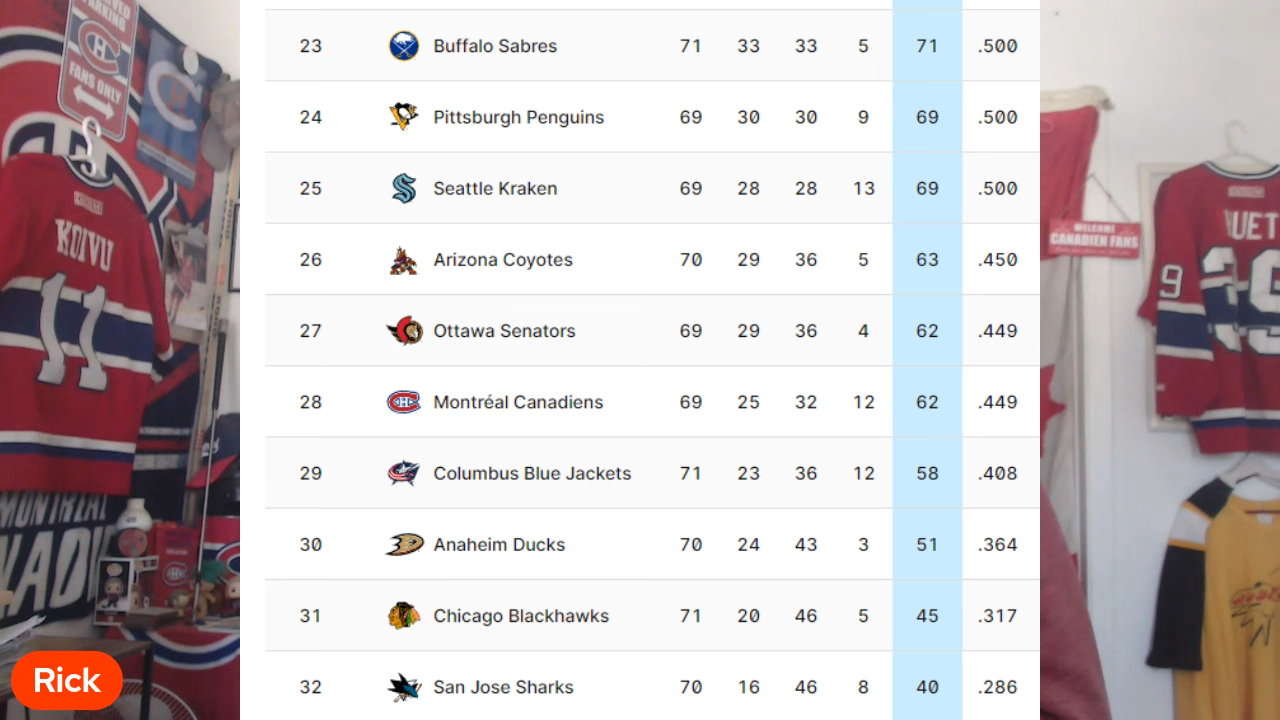 RESERVED PARKING
FANS ONLY
KOIVU
11
MONTREAL
Rick
23 Buffalo Sabres 71 33 33 5 71 .500
24 Pittsburgh Penguins 69 30 30 9 69 .500
25 Seattle Kraken 69 28 28 13 69 .500
26 Arizona Coyotes 70 29 36 5 63 .450
27 Ottawa Senators 69 29 36 4 62 .449
28 Montréal Canadiens 69 25 32 12 62 .449
29 Columbus Blue Jackets 71 23 36 12 58 .408
30 Anaheim Ducks 70 24 43 3 51 .364
31 Chicago Blackhawks 71 20 46 5 45 .317
32 San Jose Sharks 70 16 46 8 40 .286
WELCOME
CANADIEN FANS